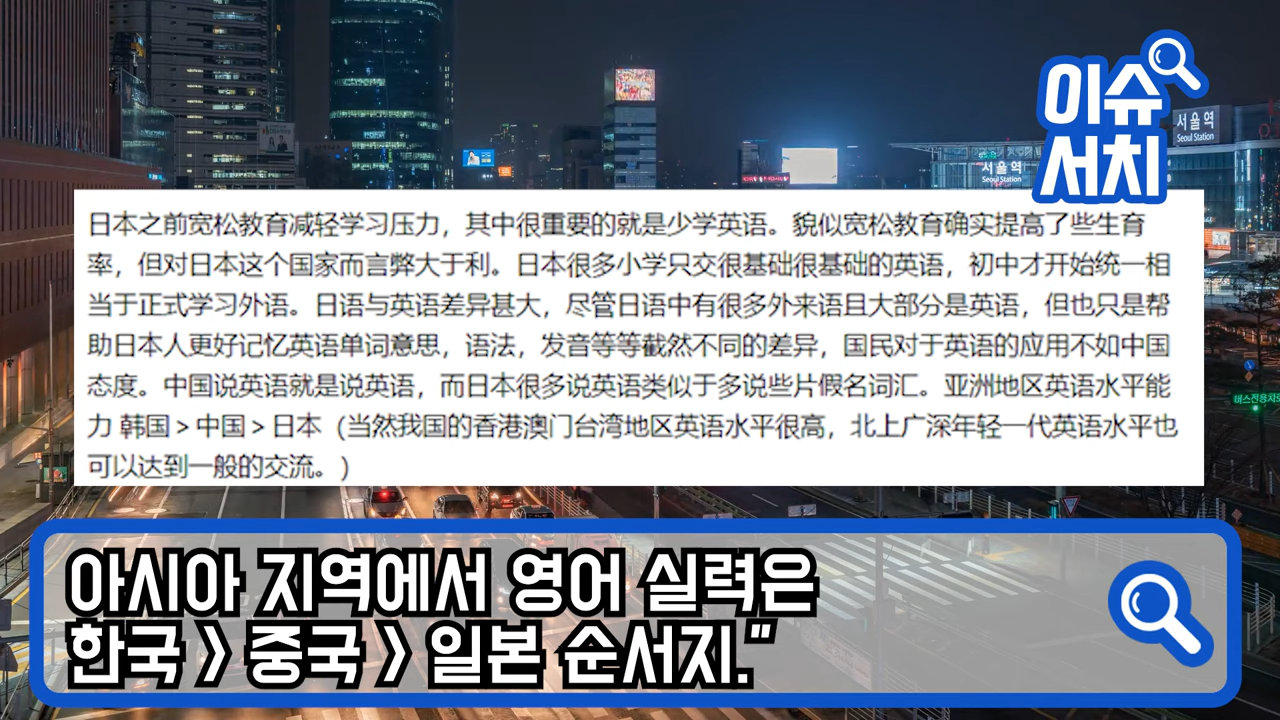 이슈
서치
서울역
Seoul Station
서울역
Seoul Station
日本之前宽松教育减轻学习压力，其中很重要的就是少学英语。貌似宽松教育确实提高了些生育
率，但对日本这个国家而言弊大于利。日本很多小学只交很基础很基础的英语，初中才开始统一相
当于正式学习外语。日语与英语差异甚大，尽管日语中有很多外来语且大部分是英语，但也只是帮
助日本人更好记忆英语单词意思，语法，发音等等截然不同的差异，国民对于英语的应用不如中国
态度。中国说英语就是说英语，而日本很多说英语类似于多说些片假名词汇。亚洲地区英语水平能
力 韩国 > 中国 > 日本（当然我国的香港澳门台湾地区英语水平很高，北上广深年轻一代英语水平也
可以达到一般的交流。）
버스전용차로
아시아 지역에서 영어 실력은
한국 > 중국 > 일본 순서지."